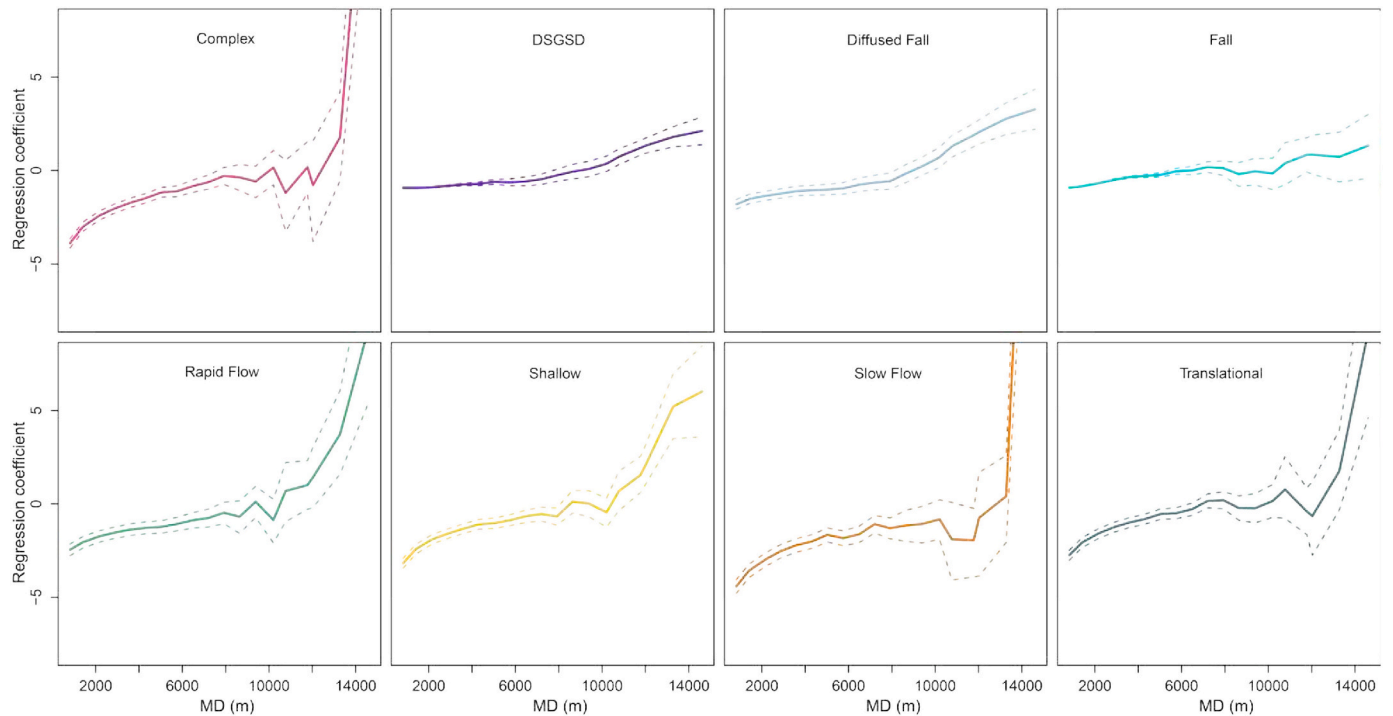 Complex
DSGSD
Diffused Fall
Fall
Regression coefficient
5
0
−5
Rapid Flow
Shallow
Slow Flow
Translational
Regression coefficient
5
0
−5
2000 6000 10000 14000
2000 6000 10000 14000
2000 6000 10000 14000
2000 6000 10000 14000
MD (m)
MD (m)
MD (m)
MD (m)